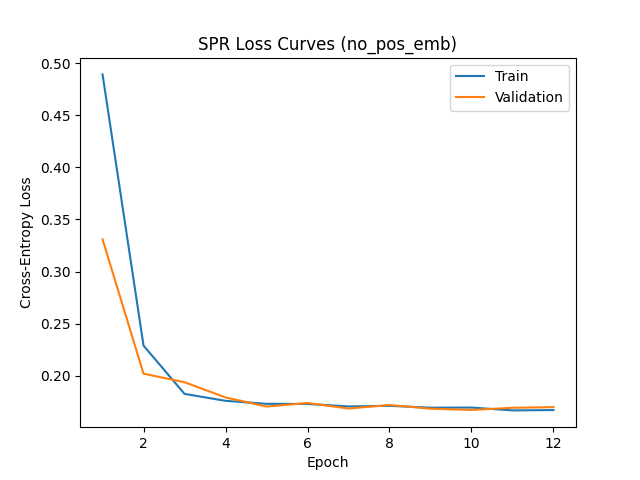 SPR Loss Curves (no_pos_emb)
Train
Validation
Cross-Entropy Loss
0.50
0.45
0.40
0.35
0.30
0.25
0.20
2 4 6 8 10 12
Epoch